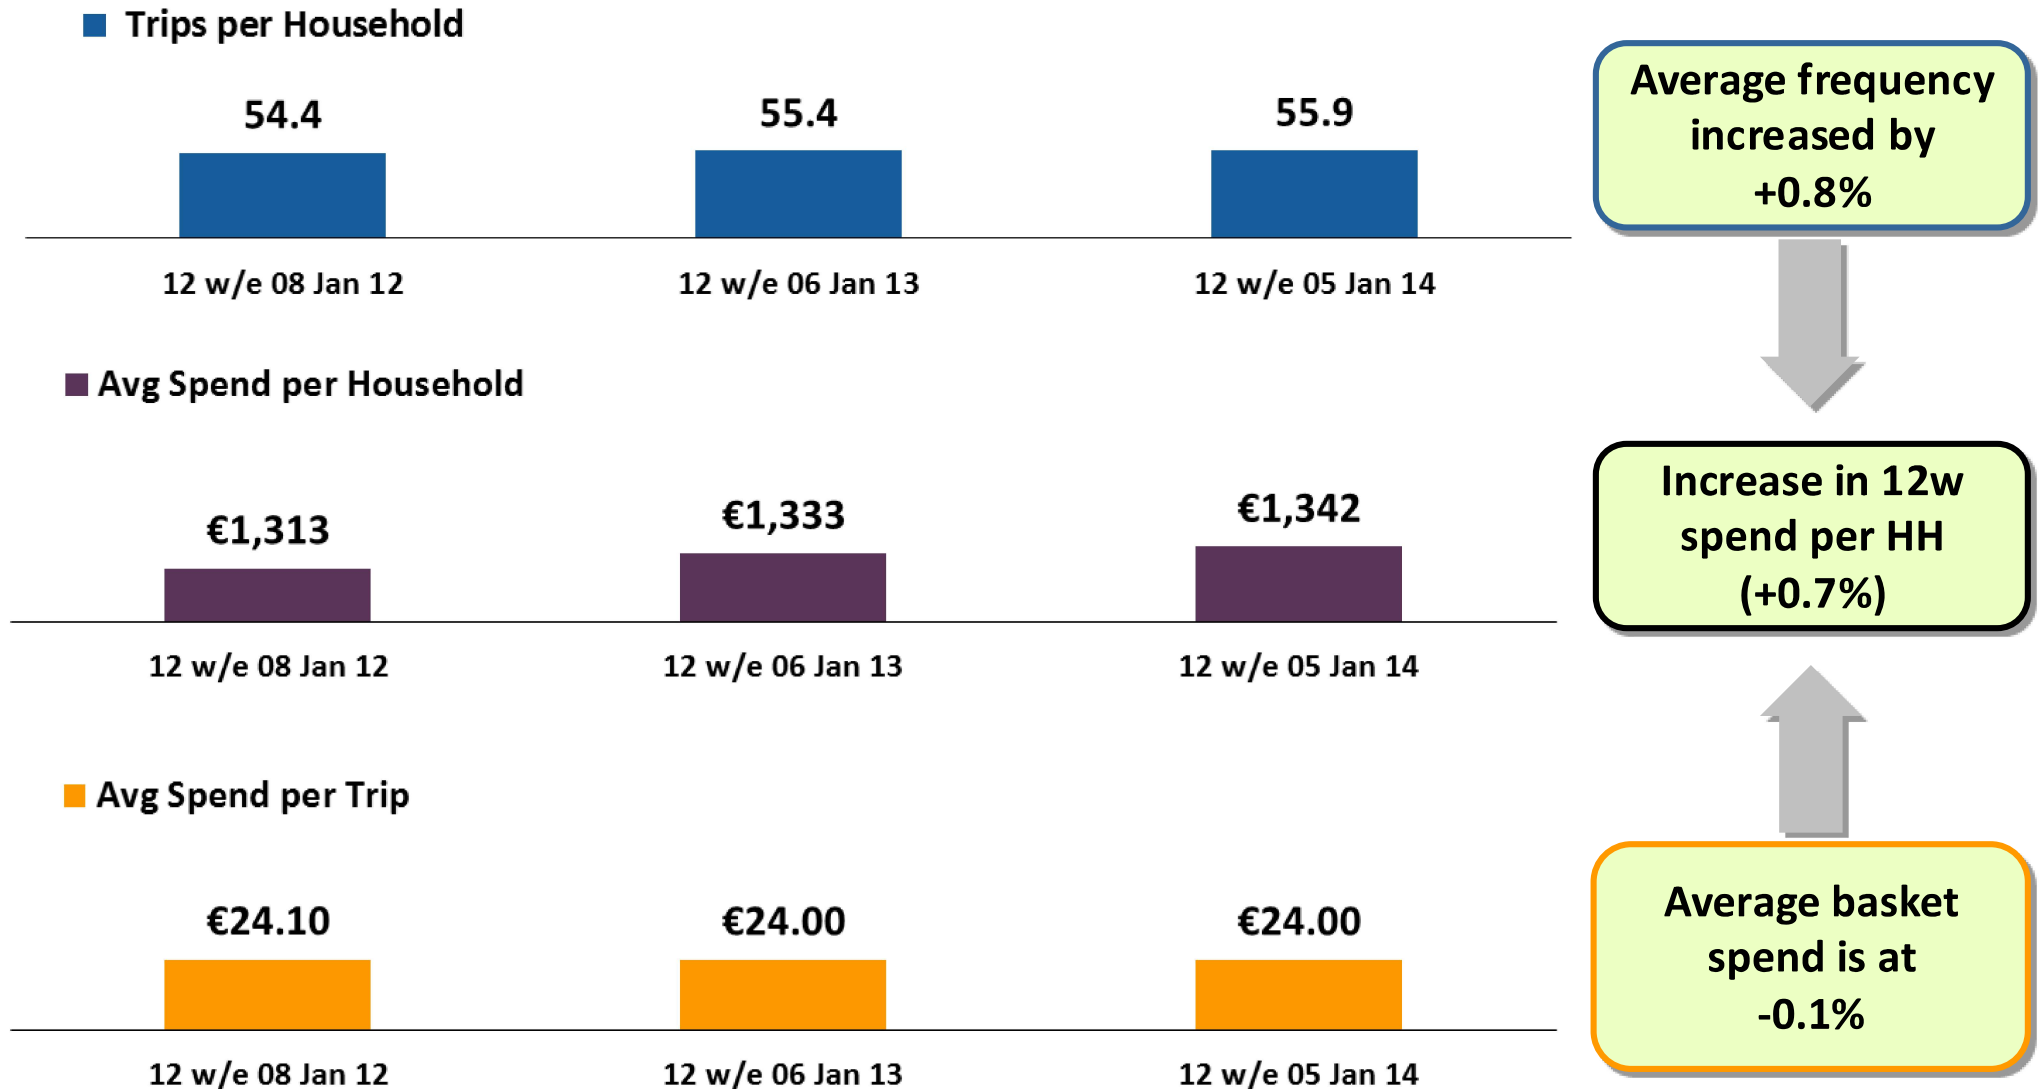 Trips per Household
54.4
55.4
55.9
12 w/e 08 Jan 12
12 w/e 06 Jan 13
12 w/e 05 Jan 14
Average frequency
increased by
+0.8%
Avg Spend per Household
€1,313
€1,333
€1,342
12 w/e 08 Jan 12
12 w/e 06 Jan 13
12 w/e 05 Jan 14
Increase in 12w
spend per HH
(+0.7%)
Avg Spend per Trip
€24.10
€24.00
€24.00
12 w/e 08 Jan 12
12 w/e 06 Jan 13
12 w/e 05 Jan 14
Average basket
spend is at
-0.1%